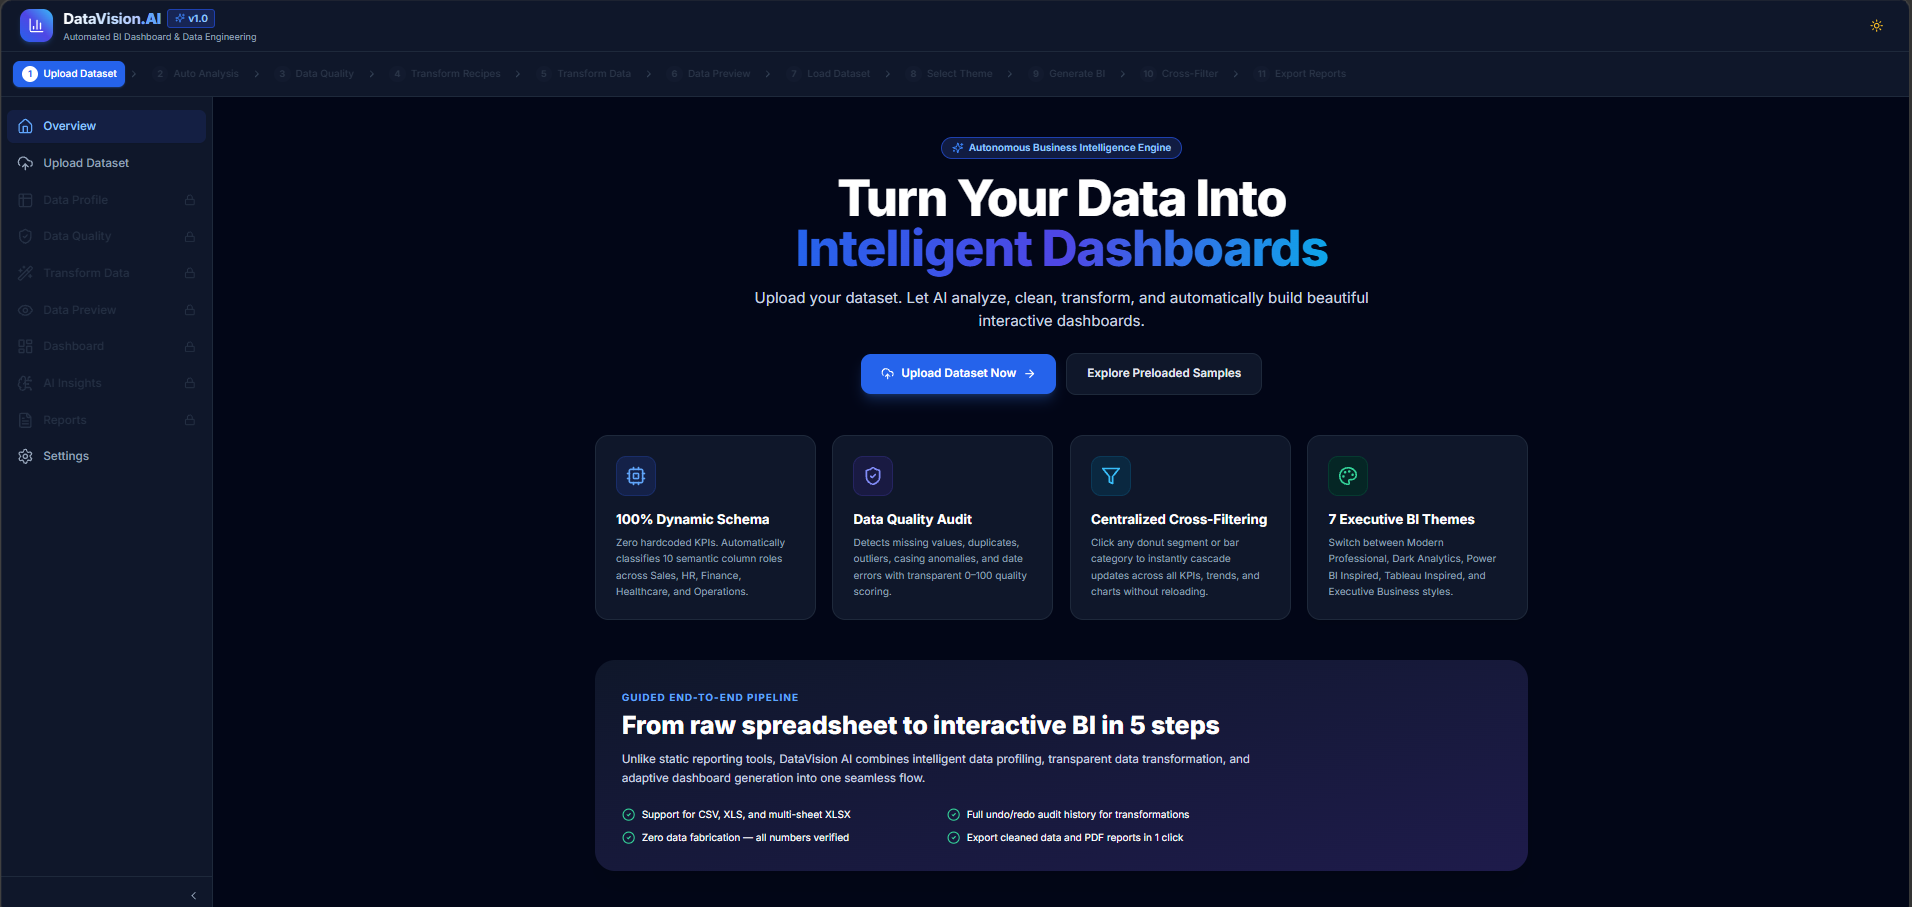 DataVision.AI v1.0
Automated BI Dashboard & Data Engineering
1 Upload Dataset 2 Auto Analysis 3 Data Quality 4 Transform Recipes 5 Transform Data 6 Data Preview 7 Load Dataset 8 Select Theme 9 Generate BI 10 Cross-Filter 11 Export Reports
Overview
Upload Dataset
Data Profile
Data Quality
Transform Data
Data Preview
Dashboard
AI Insights
Reports
Settings
Autonomous Business Intelligence Engine
Turn Your Data Into
Intelligent Dashboards
Upload your dataset. Let AI analyze, clean, transform, and automatically build beautiful
interactive dashboards.
Upload Dataset Now
Explore Preloaded Samples
100% Dynamic Schema
Zero hardcoded KPIs. Automatically
classifies 10 semantic column roles
across Sales, HR, Finance,
Healthcare, and Operations.
Data Quality Audit
Detects missing values, duplicates,
outliers, casing anomalies, and date
errors with transparent 0–100 quality
scoring.
Centralized Cross-Filtering
Click any donut segment or bar
category to instantly cascade
updates across all KPIs, trends, and
charts without reloading.
7 Executive BI Themes
Switch between Modern
Professional, Dark Analytics, Power
BI Inspired, Tableau Inspired, and
Executive Business styles.
GUIDED END-TO-END PIPELINE
From raw spreadsheet to interactive BI in 5 steps
Unlike static reporting tools, DataVision AI combines intelligent data profiling, transparent data transformation, and
adaptive dashboard generation into one seamless flow.
Support for CSV, XLS, and multi-sheet XLSX
Full undo/redo audit history for transformations
Zero data fabrication — all numbers verified
Export cleaned data and PDF reports in 1 click